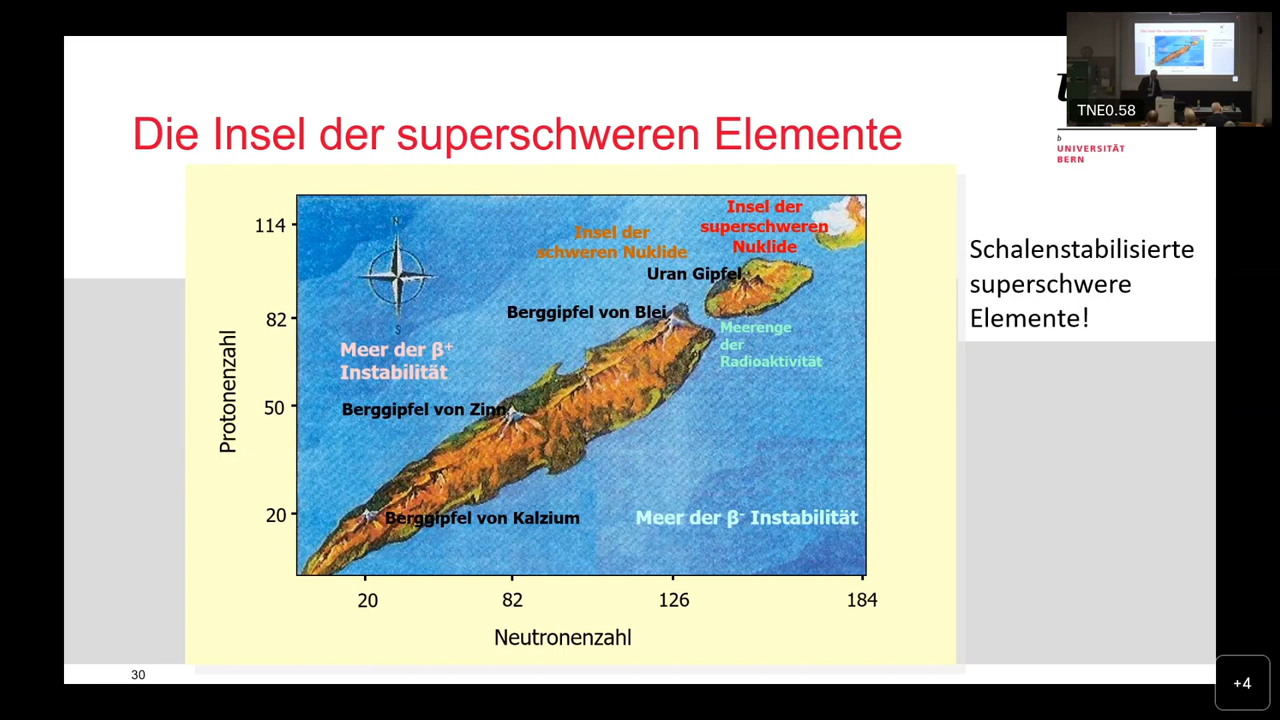 TNE0.58
Die Insel der superschweren Elemente
b
UNIVERSITÄT
BERN
114
82
50
20
Protonenzahl
N
S
Insel der
schweren Nuklide
Insel der
superschweren
Nuklide
Uran Gipfel
Berggipfel von Blei
Meerenge
der
Radioaktivität
Meer der β⁺
Instabilität
Berggipfel von Zinn
Berggipfel von Kalzium
Meer der β⁻ Instabilität
20
82
126
184
Neutronenzahl
Schalenstabilisierte
superschwere
Elemente!
30
+4